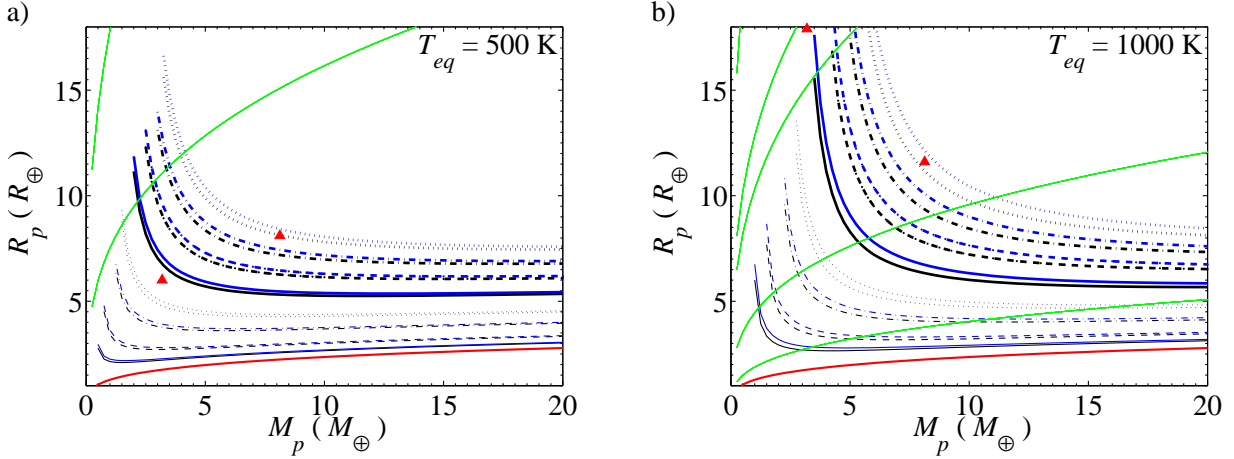 a)
T_eq = 500 K
15
10
5
R_p ( R_⊕ )
0 5 10 15 20
M_p ( M_⊕ )
b)
T_eq = 1000 K
15
10
5
R_p ( R_⊕ )
0 5 10 15 20
M_p ( M_⊕ )